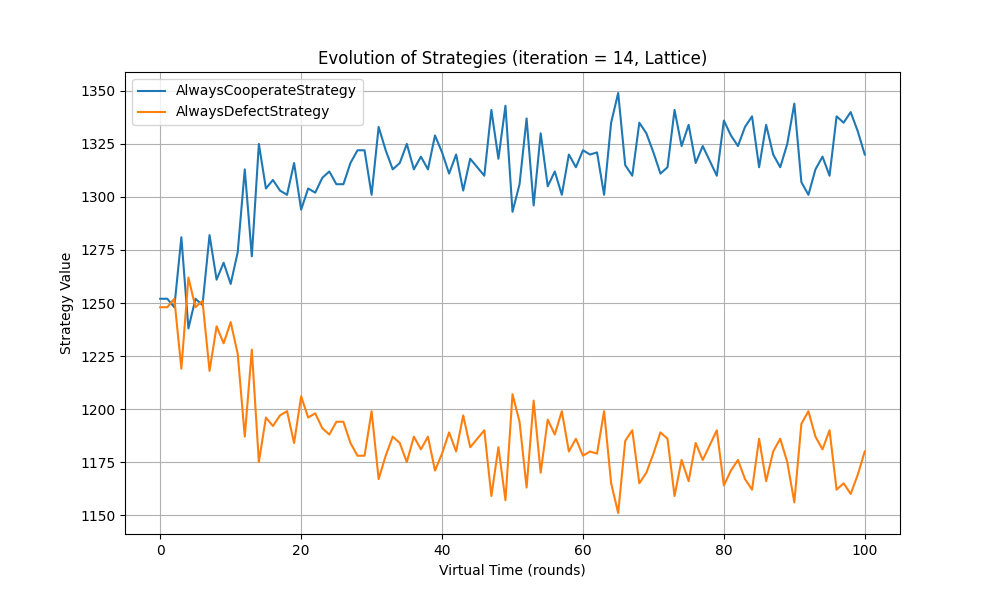 Evolution of Strategies (iteration = 14, Lattice)
AlwaysCooperateStrategy
AlwaysDefectStrategy
Strategy Value
1350
1325
1300
1275
1250
1225
1200
1175
1150
0 20 40 60 80 100
Virtual Time (rounds)